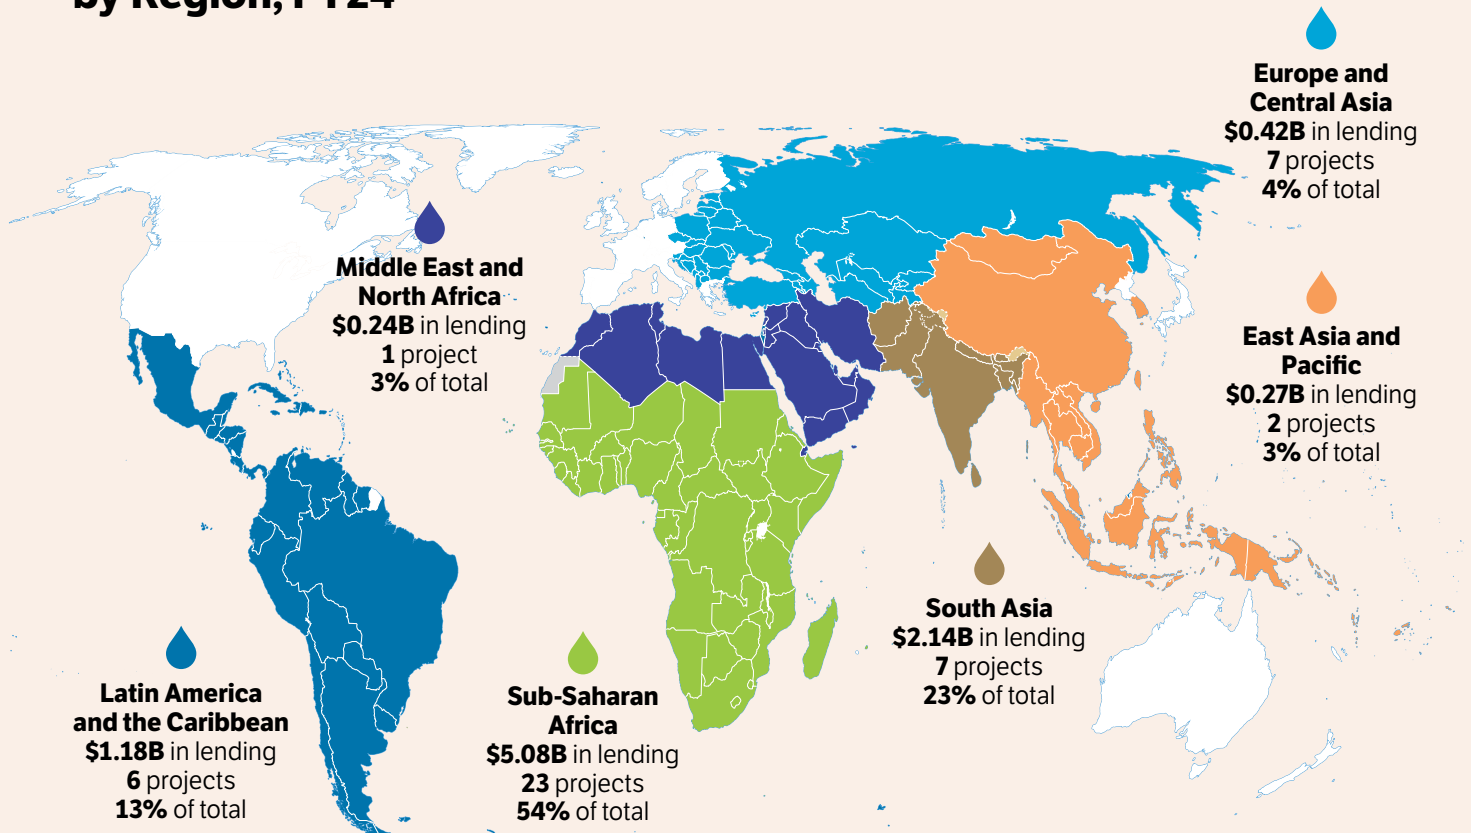 by Region, FY24
Europe and
Central Asia
$0.42B in lending
7 projects
4% of total
Middle East and
North Africa
$0.24B in lending
1 project
3% of total
East Asia and
Pacific
$0.27B in lending
2 projects
3% of total
South Asia
$2.14B in lending
7 projects
23% of total
Latin America
and the Caribbean
$1.18B in lending
6 projects
13% of total
Sub-Saharan
Africa
$5.08B in lending
23 projects
54% of total